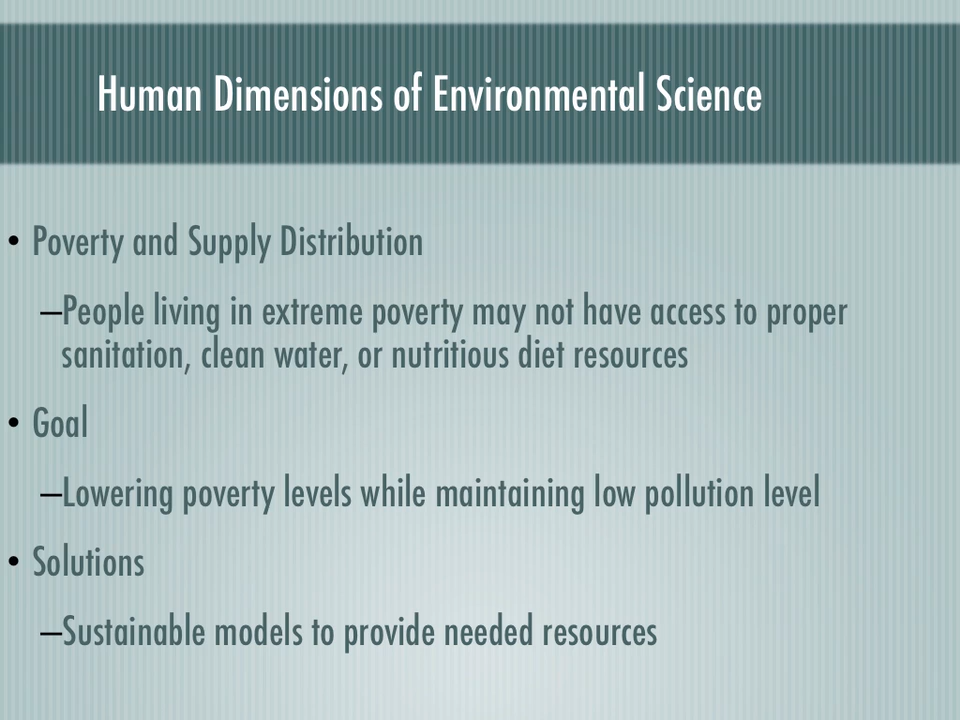 Human Dimensions of Environmental Science
• Poverty and Supply Distribution
–People living in extreme poverty may not have access to proper
sanitation, clean water, or nutritious diet resources
• Goal
–Lowering poverty levels while maintaining low pollution level
• Solutions
–Sustainable models to provide needed resources